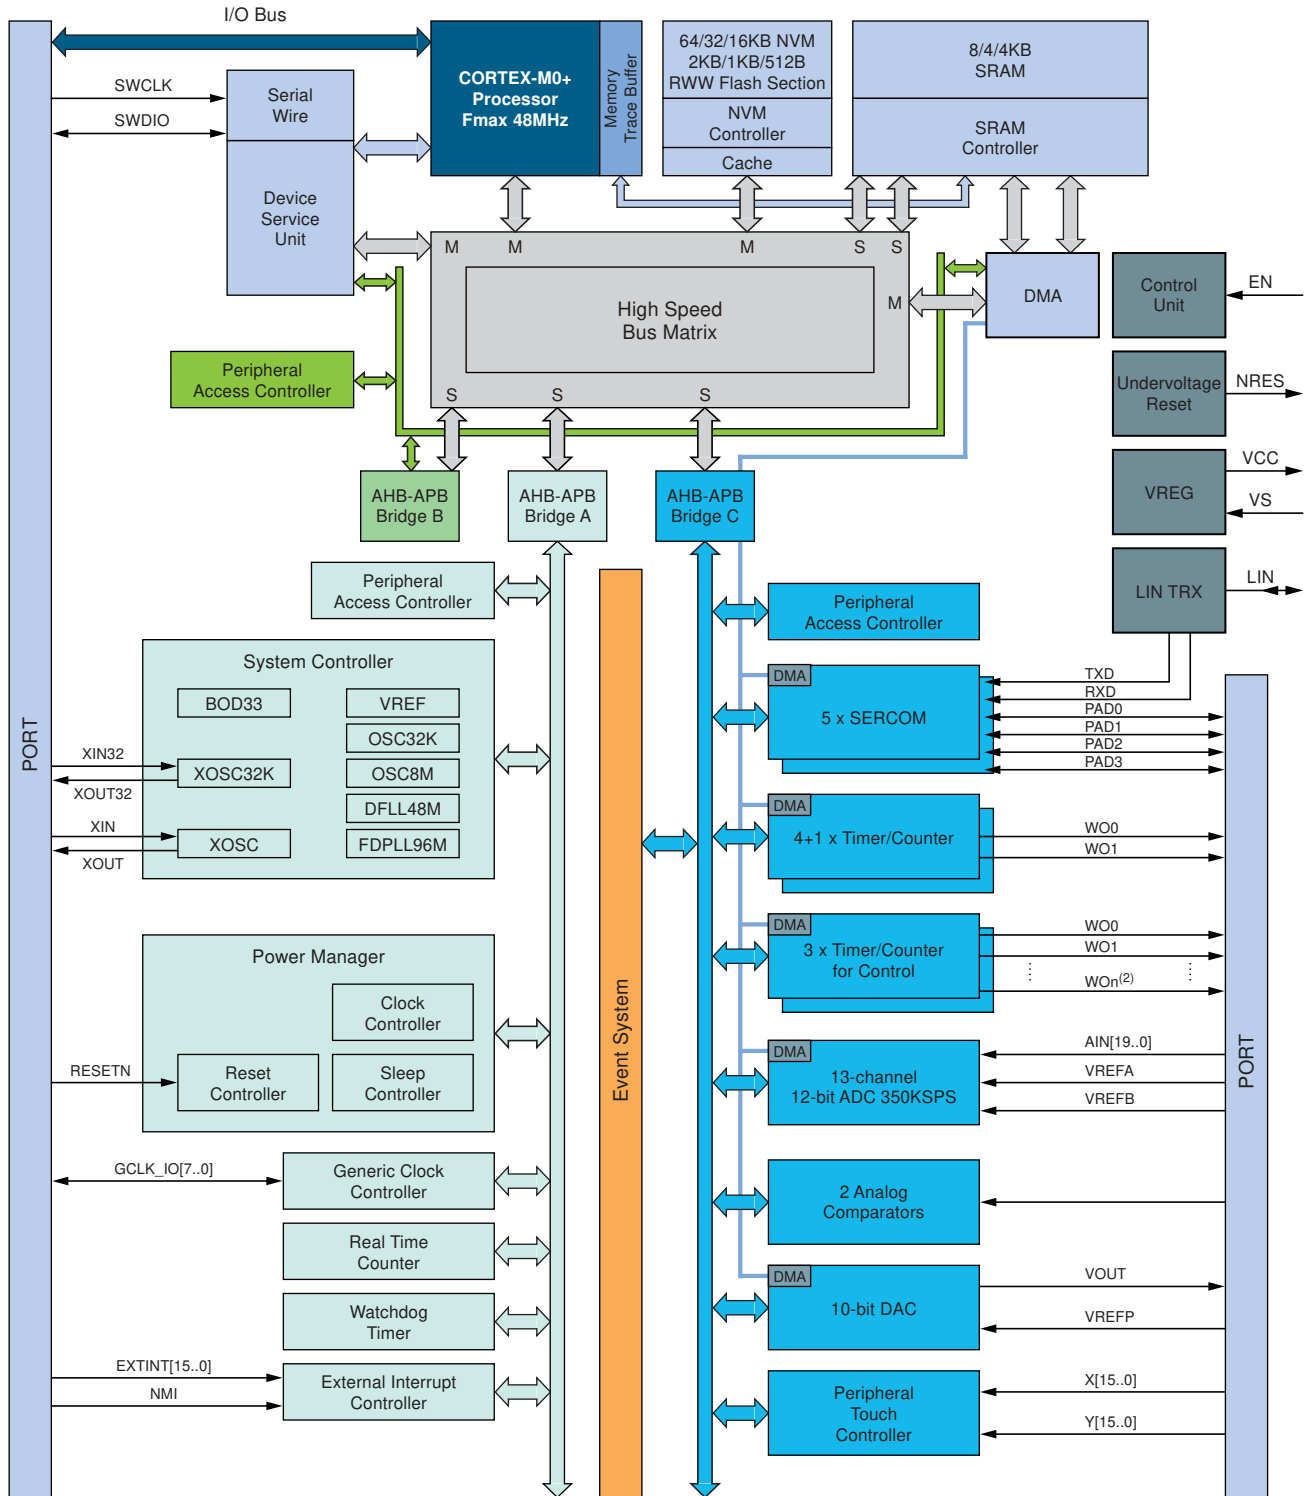 I/O Bus
SWCLK
SWDIO
Serial
Wire
Device
Service
Unit
CORTEX-M0+
Processor
Fmax 48MHz
Memory
Trace Buffer
64/32/16KB NVM
2KB/1KB/512B
RWW Flash Section
NVM
Controller
Cache
8/4/4KB
SRAM
SRAM
Controller
M
M
M
S
S
High Speed
Bus Matrix
M
S
S
S
DMA
Control
Unit
EN
Undervoltage
Reset
NRES
VREG
VCC
VS
LIN TRX
LIN
Peripheral
Access Controller
AHB-APB
Bridge B
AHB-APB
Bridge A
AHB-APB
Bridge C
PORT
Peripheral
Access Controller
System Controller
BOD33
VREF
OSC32K
XOSC32K
OSC8M
DFLL48M
XOSC
FDPLL96M
XIN32
XOUT32
XIN
XOUT
Power Manager
Clock
Controller
Reset
Controller
Sleep
Controller
RESETN
GCLK_IO[7..0]
Generic Clock
Controller
Real Time
Counter
Watchdog
Timer
EXTINT[15..0]
NMI
External Interrupt
Controller
Event System
Peripheral
Access Controller
DMA
5 x SERCOM
TXD
RXD
PAD0
PAD1
PAD2
PAD3
DMA
4+1 x Timer/Counter
WO0
WO1
DMA
3 x Timer/Counter
for Control
WO0
WO1
WOn(2)
DMA
13-channel
12-bit ADC 350KSPS
AIN[19..0]
VREFA
VREFB
2 Analog
Comparators
DMA
10-bit DAC
VOUT
VREFP
Peripheral
Touch
Controller
X[15..0]
Y[15..0]
PORT